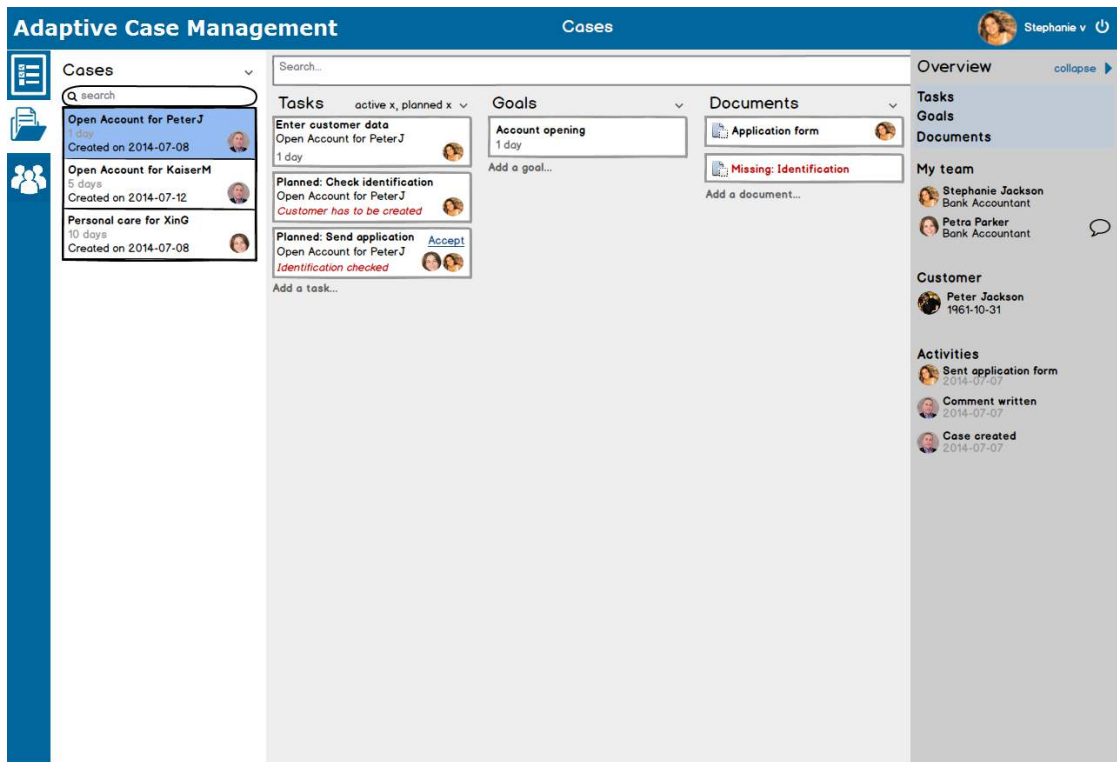 Adaptive Case Management
Cases
Stephanie v
Cases
search
Open Account for PeterJ
1 day
Created on 2014-07-08
Open Account for KaiserM
5 days
Created on 2014-07-12
Personal care for XinG
10 days
Created on 2014-07-08
Search...
Tasks active x, planned x
Enter customer data
Open Account for PeterJ
1 day
Planned: Check identification
Open Account for PeterJ
Customer has to be created
Planned: Send application Accept
Open Account for PeterJ
Identification checked
Add a task...
Goals
Account opening
1 day
Add a goal...
Documents
Application form
Missing: Identification
Add a document...
Overview collapse
Tasks
Goals
Documents
My team
Stephanie Jackson
Bank Accountant
Petra Parker
Bank Accountant
Customer
Peter Jackson
1961-10-31
Activities
Sent application form
2014-07-07
Comment written
2014-07-07
Case created
2014-07-07